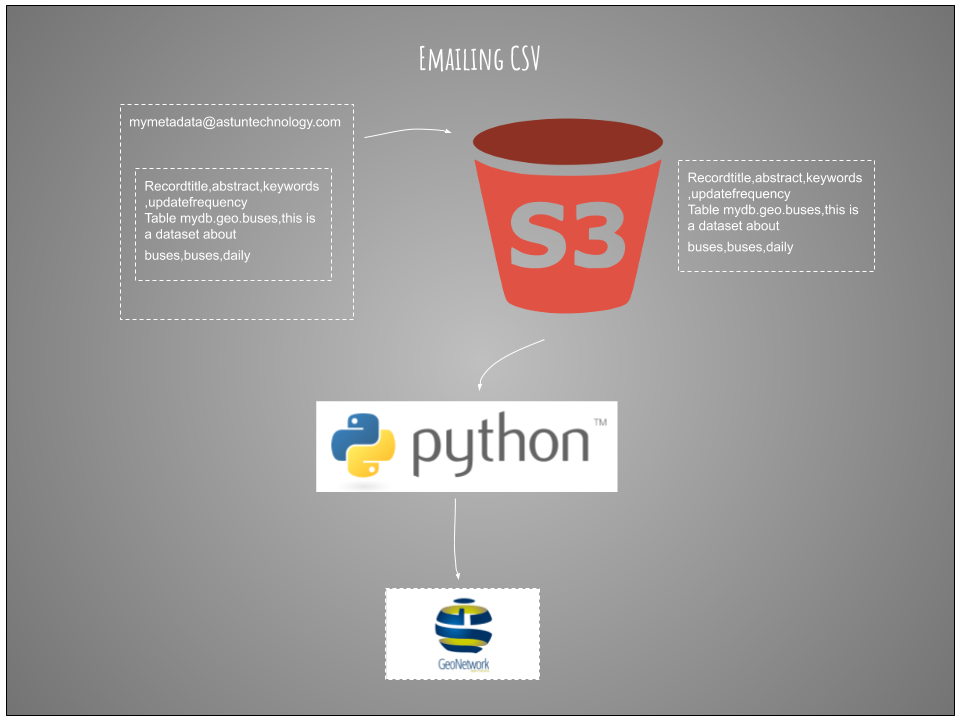 EMAILING CSV
mymetadata@astuntechnology.com
Recordtitle,abstract,keywords
,updatefrequency
Table mydb.geo.buses,this is
a dataset about
buses,buses,daily
S3
Recordtitle,abstract,keywords
,updatefrequency
Table mydb.geo.buses,this is
a dataset about
buses,buses,daily
python™
GeoNetwork